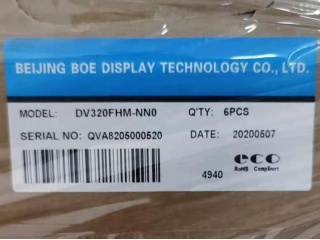 BEIJING BOE DISPLAY TECHNOLOGY CO., LTD.
MODEL: DV320FHM-NN0 Q'TY: 6PCS
SERIAL NO: QVA8205000520 DATE: 20200507
4940 eco
RoHS Compliant